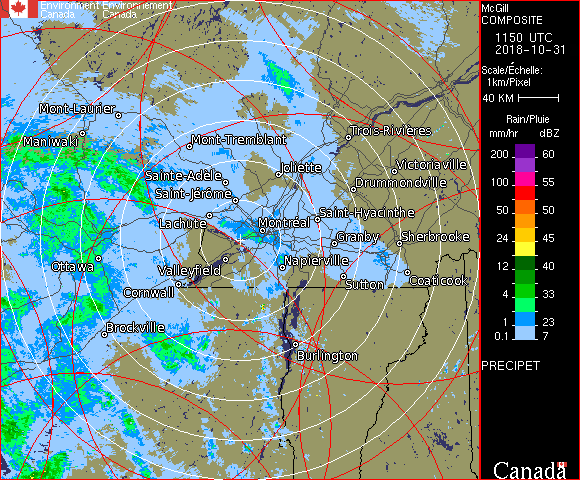 Environment Environnement
Canada Canada
McGill
COMPOSITE
1150 UTC
2018-10-31
Scale/Échelle:
1km/Pixel
40 KM
Rain/Pluie
mm/hr dBZ
200 60
100 55
50 50
24 45
12 40
4 33
1 23
0.1 7
PRECIPET
Canada
Mont-Laurier
Maniwaki
Mont-Tremblant
Trois-Rivières
Sainte-Adèle
Joliette
Victoriaville
Saint-Jérôme
Drummondville
Lachute
Montréal
Saint-Hyacinthe
Granby
Sherbrooke
Ottawa
Valleyfield
Napierville
Cornwall
Sutton
Coaticook
Brockville
Burlington